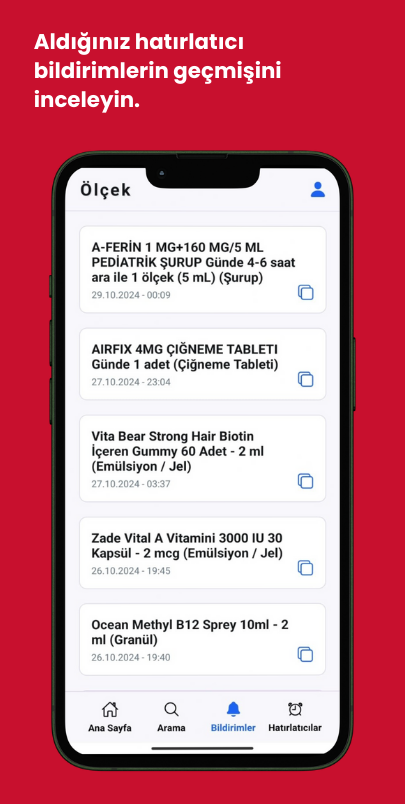 Aldığınız hatırlatıcı
bildirimlerin geçmişini
inceleyin.
Ölçek
A-FERİN 1 MG+160 MG/5 ML
PEDİATRİK ŞURUP Günde 4-6 saat
ara ile 1 ölçek (5 mL) (Şurup)
29.10.2024 - 00:09
AIRFIX 4MG ÇIĞNEME TABLETI
Günde 1 adet (Çiğneme Tableti)
27.10.2024 - 23:04
Vita Bear Strong Hair Biotin
İçeren Gummy 60 Adet - 2 ml
(Emülsiyon / Jel)
27.10.2024 - 03:37
Zade Vital A Vitamini 3000 IU 30
Kapsül - 2 mcg (Emülsiyon / Jel)
26.10.2024 - 19:45
Ocean Methyl B12 Sprey 10ml - 2
ml (Granül)
26.10.2024 - 19:40
Ana Sayfa Arama Bildirimler Hatırlatıcılar